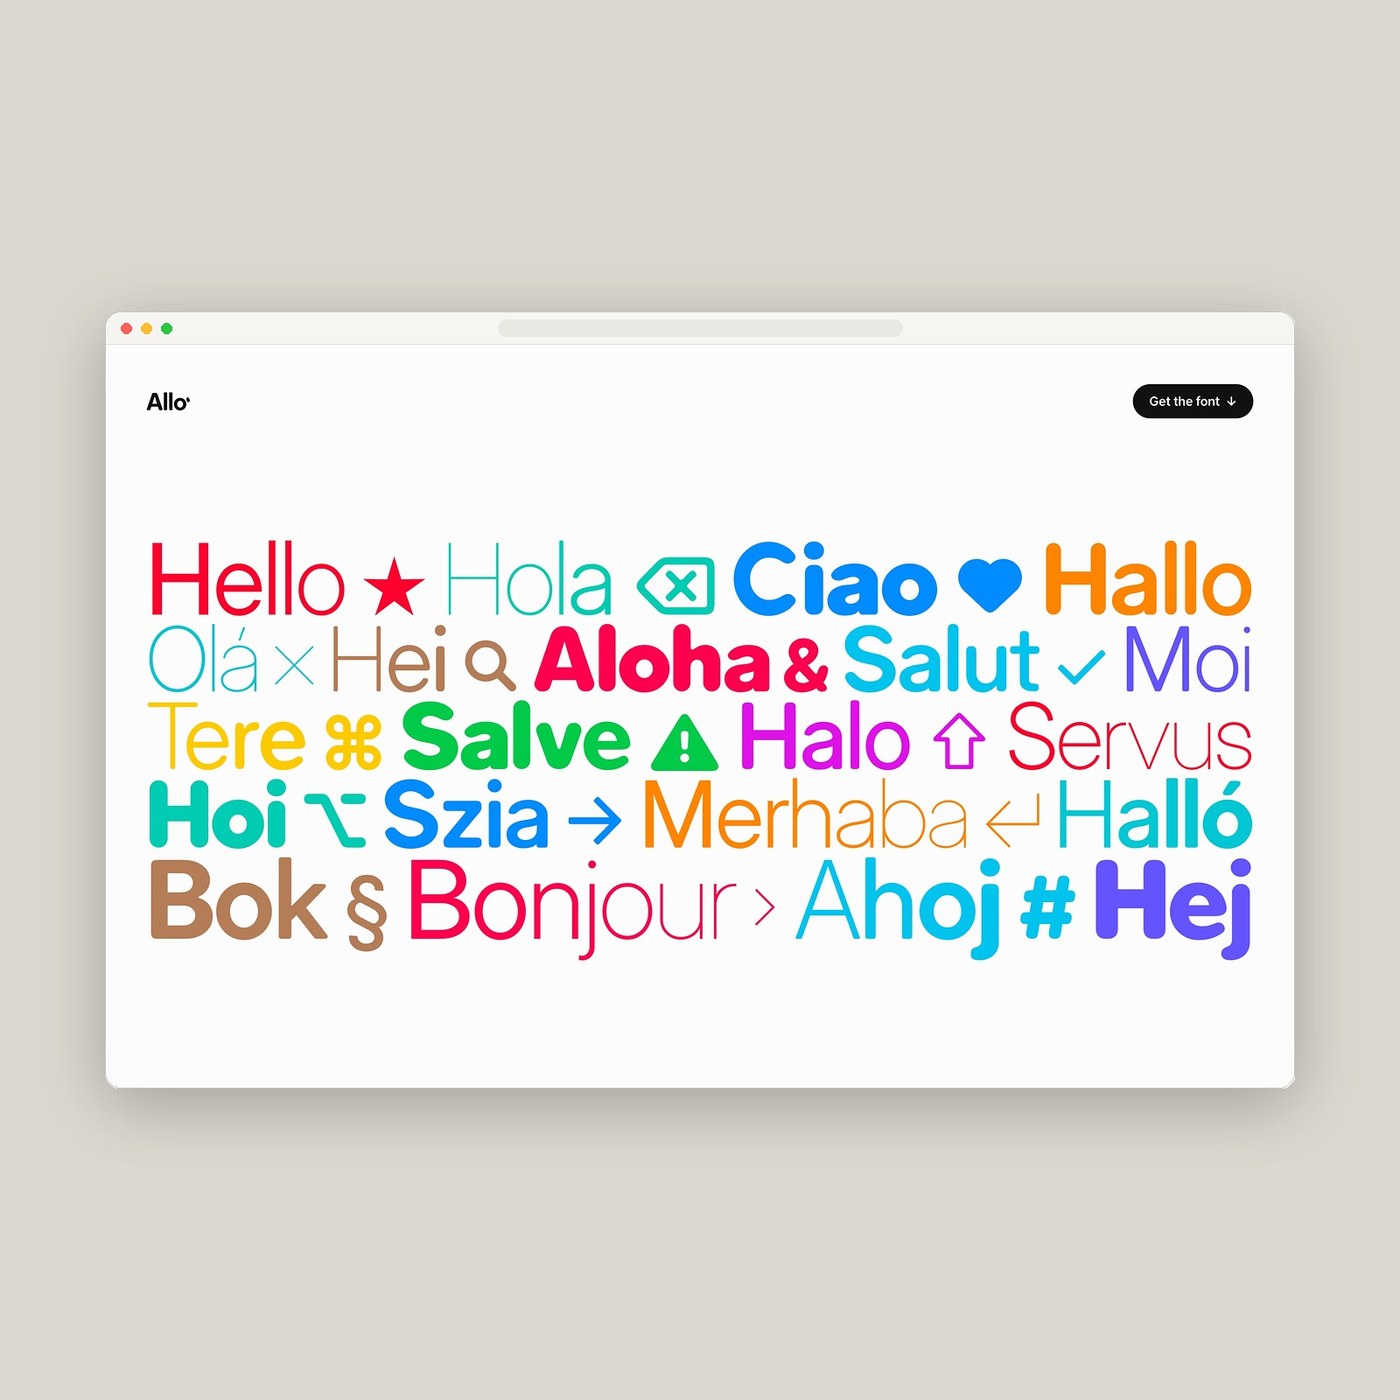 Allo
Get the font ↓
Hello ★ Hola ⌫ Ciao ♥ Hallo
Olá × Hei 🔍 Aloha & Salut ✓ Moi
Tere ⌘ Salve ⚠ Halo ⇧ Servus
Hoi ⌥ Szia → Merhaba ↵ Halló
Bok § Bonjour › Ahoj # Hej